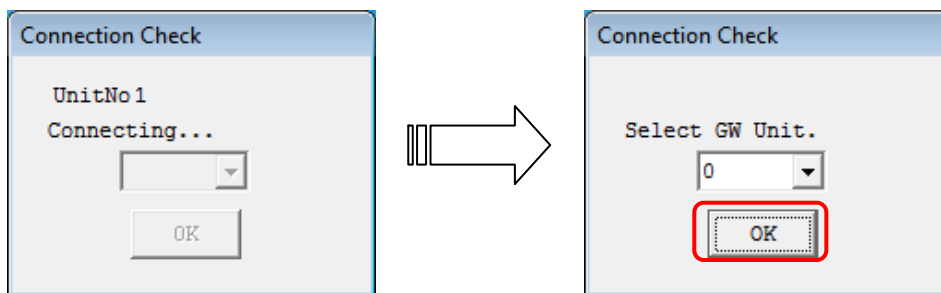 Connection Check
UnitNo 1
Connecting...
OK
Connection Check
Select GW Unit.
0
OK